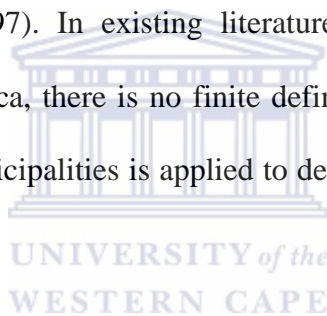 97). In existing literature
ca, there is no finite defin
icipalities is applied to de
UNIVERSITY of the
WESTERN CAPE